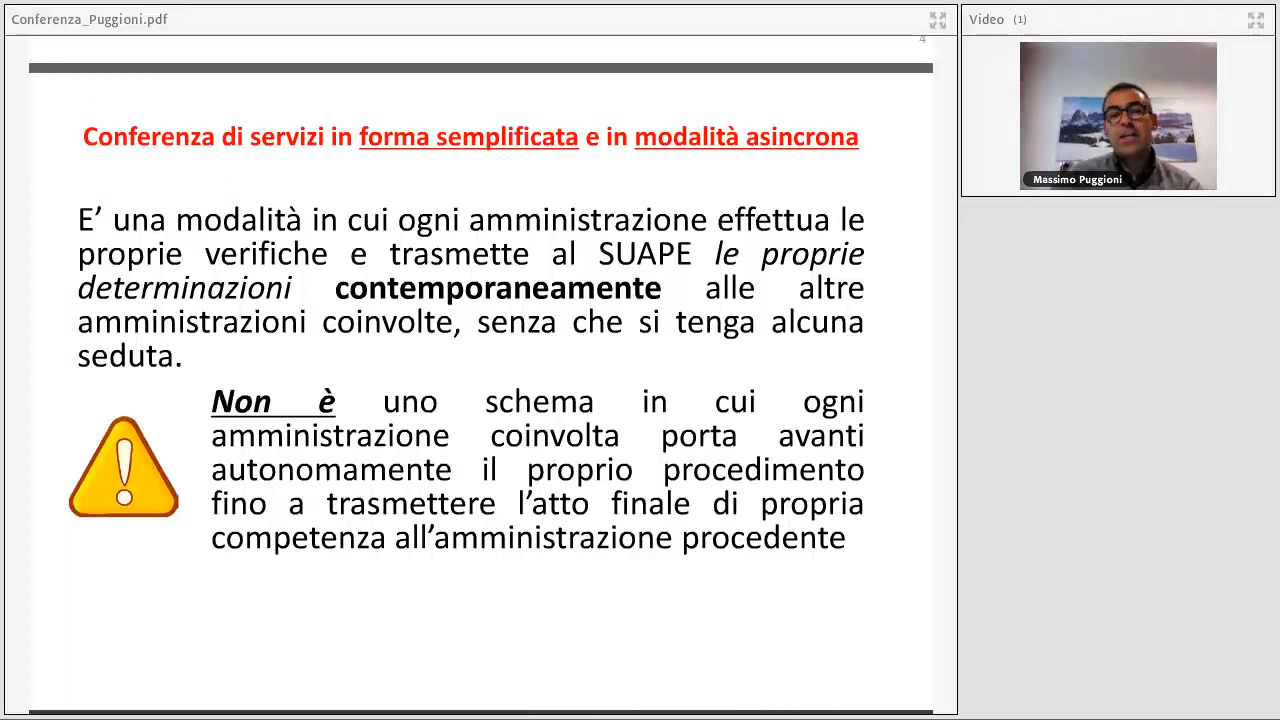 Conferenza_Puggioni.pdf
Video (1)
4
Conferenza di servizi in forma semplificata e in modalità asincrona
E’ una modalità in cui ogni amministrazione effettua le
proprie verifiche e trasmette al SUAPE le proprie
determinazioni contemporaneamente alle altre
amministrazioni coinvolte, senza che si tenga alcuna
seduta.
Non è uno schema in cui ogni
amministrazione coinvolta porta avanti
autonomamente il proprio procedimento
fino a trasmettere l’atto finale di propria
competenza all’amministrazione procedente
Massimo Puggioni